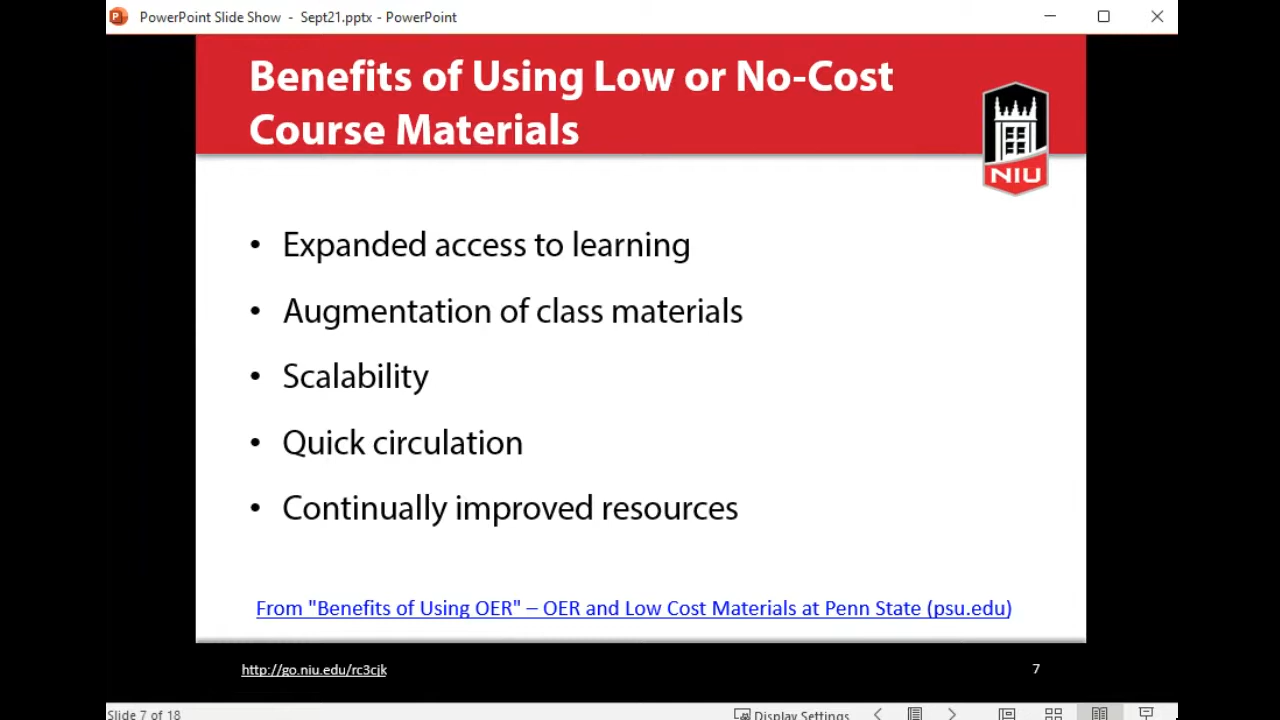 PowerPoint Slide Show - Sept21.pptx - PowerPoint
Benefits of Using Low or No-Cost
Course Materials
NIU
• Expanded access to learning
• Augmentation of class materials
• Scalability
• Quick circulation
• Continually improved resources
From "Benefits of Using OER" – OER and Low Cost Materials at Penn State (psu.edu)
http://go.niu.edu/rc3cjk
7
Slide 7 of 18
Display Settings